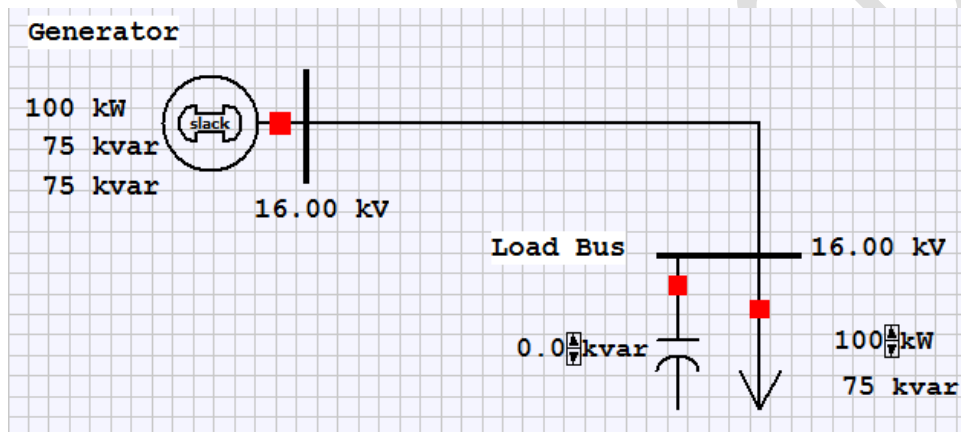 Generator
100 kW
slack
75 kvar
75 kvar
16.00 kV
Load Bus
16.00 kV
0.0 kvar
100 kW
75 kvar